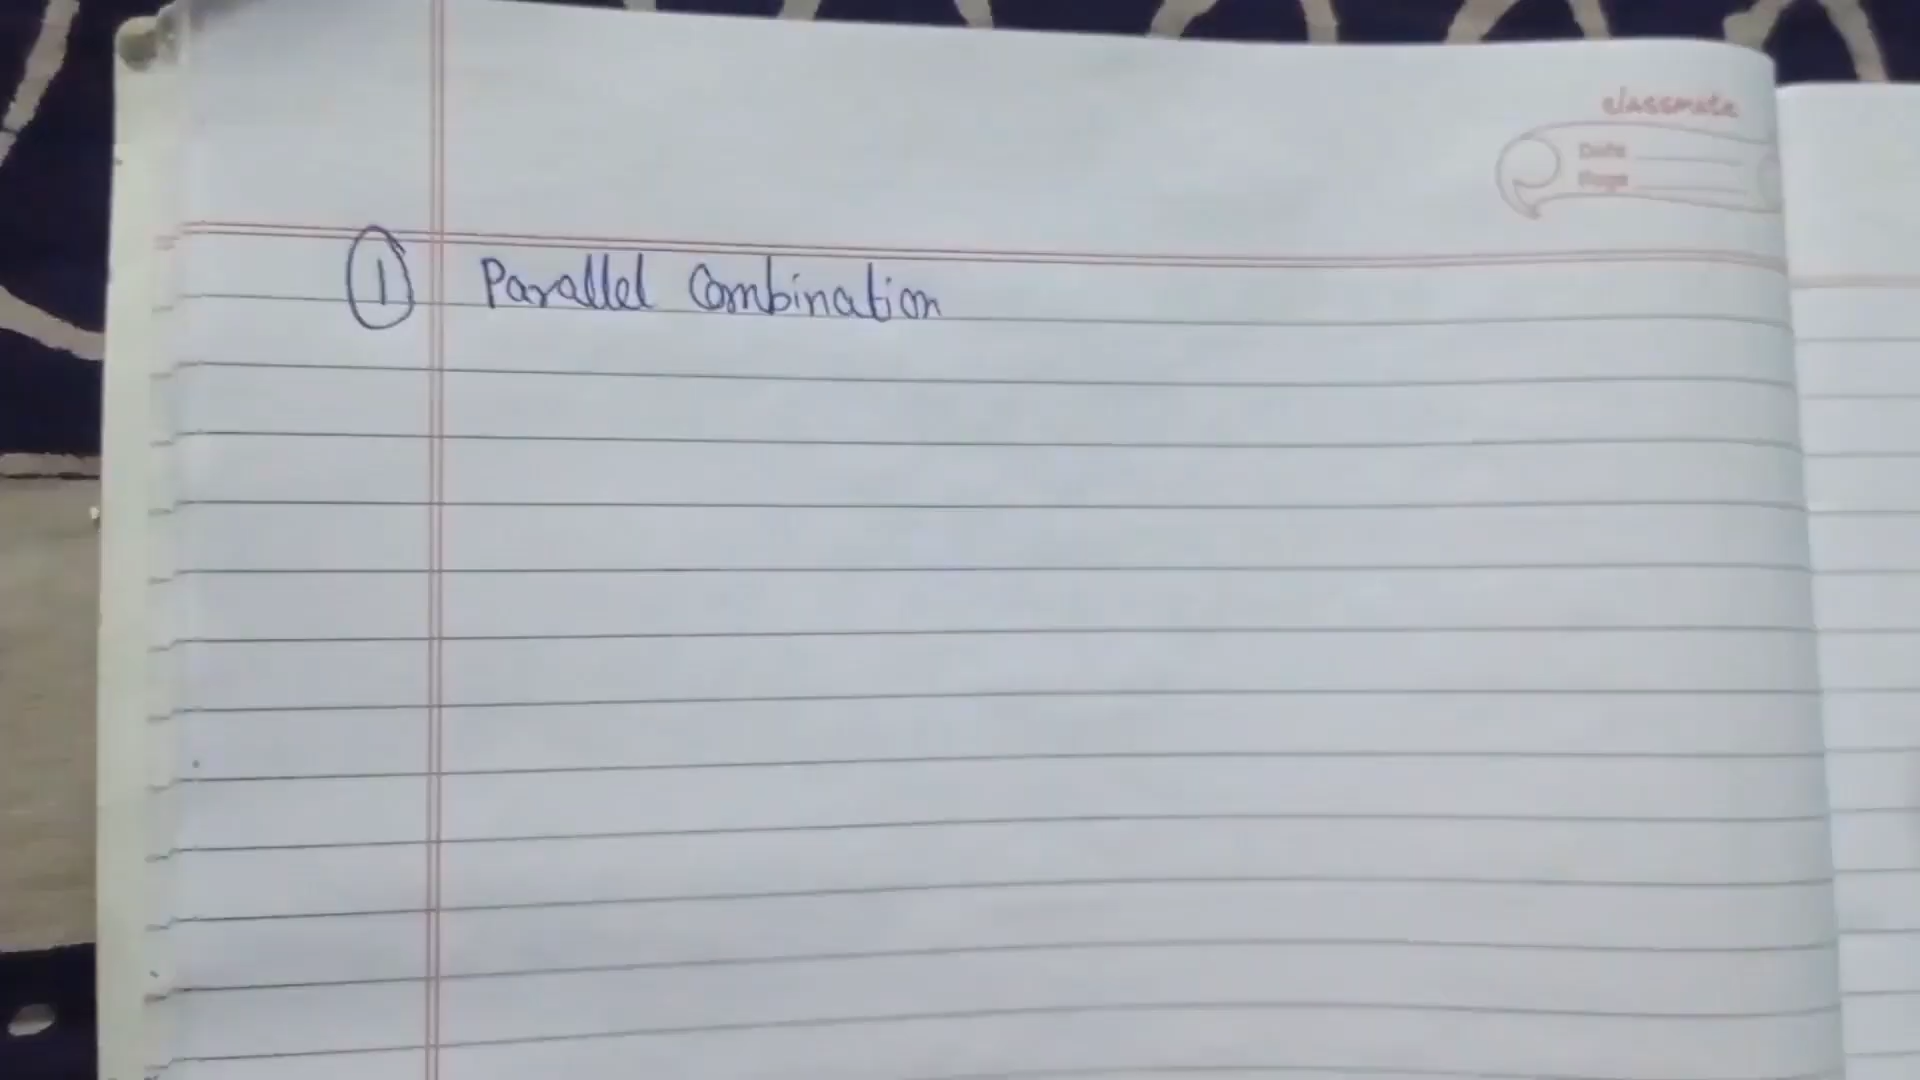 classmate
Date
Page
① Parallel Combination